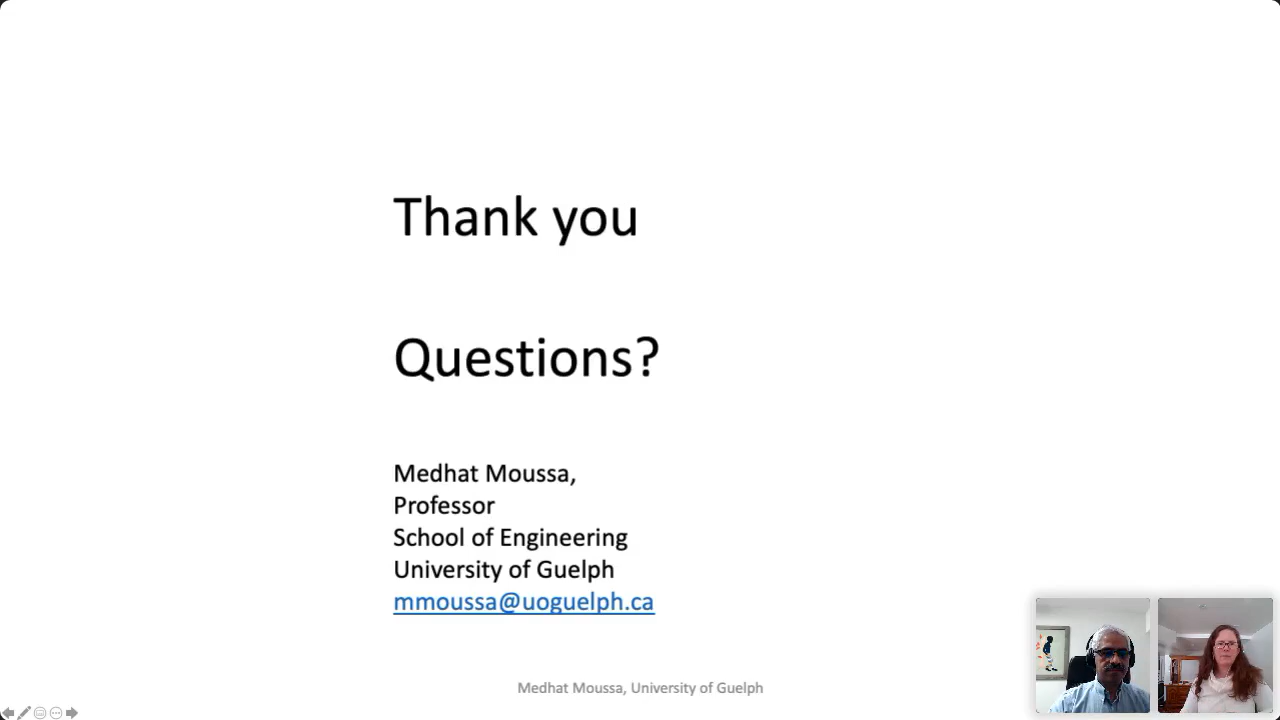 Thank you
Questions?
Medhat Moussa,
Professor
School of Engineering
University of Guelph
mmoussa@uoguelph.ca
Medhat Moussa, University of Guelph